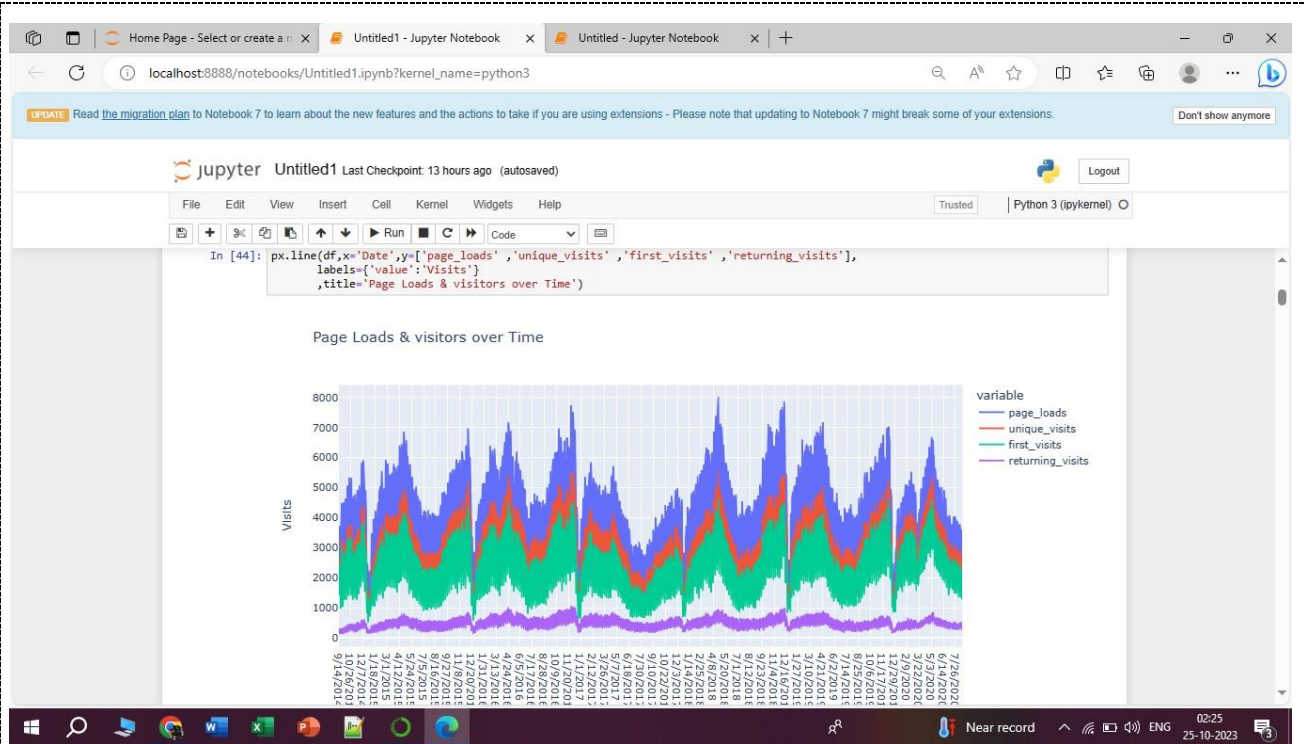 Home Page - Select or create a n
Untitled1 - Jupyter Notebook
Untitled - Jupyter Notebook
localhost:8888/notebooks/Untitled1.ipynb?kernel_name=python3
UPDATE Read the migration plan to Notebook 7 to learn about the new features and the actions to take if you are using extensions - Please note that updating to Notebook 7 might break some of your extensions. Don't show anymore
jupyter Untitled1 Last Checkpoint: 13 hours ago (autosaved) Logout
File Edit View Insert Cell Kernel Widgets Help Trusted Python 3 (ipykernel)
Run Code
In [44]: px.line(df,x='Date',y=['page_loads' ,'unique_visits' ,'first_visits' ,'returning_visits'],
labels={'value':'Visits'}
,title='Page Loads & visitors over Time')
Page Loads & visitors over Time
8000
7000
6000
5000
4000
3000
2000
1000
0
Visits
variable
page_loads
unique_visits
first_visits
returning_visits
Near record ENG 02:25
25-10-2023